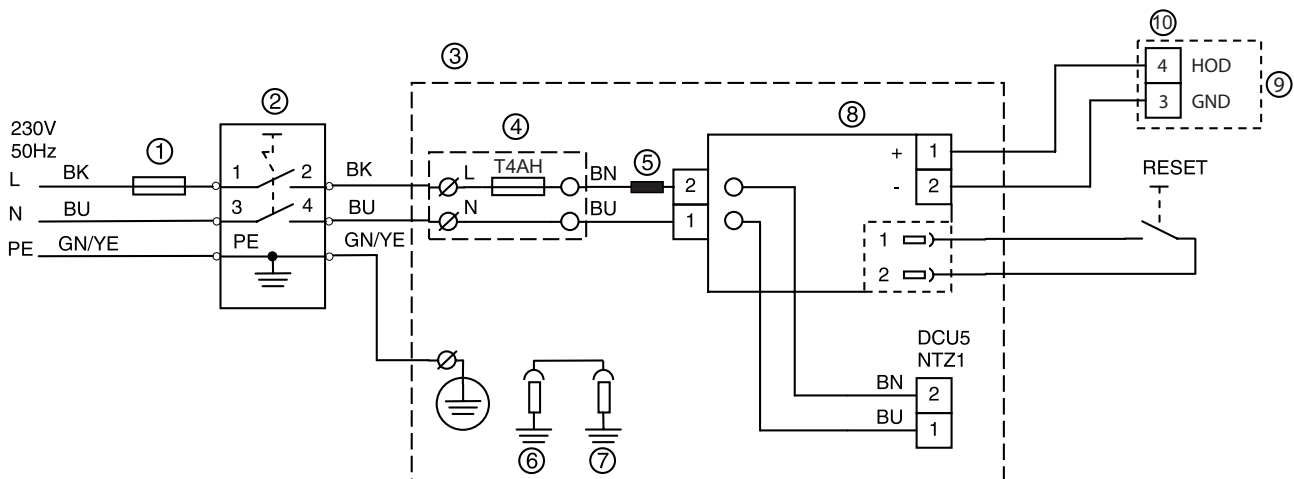 10
3
4 HOD
9
2
8
3 GND
230V
50Hz
4
1
T4AH
5
+ 1
RESET
L BK
1 2
BK
L
BN
2
- 2
N BU
3 4
BU
N
BU
1
PE GN/YE
PE
GN/YE
1
2
DCU5
NTZ1
BN 2
BU 1
6 7